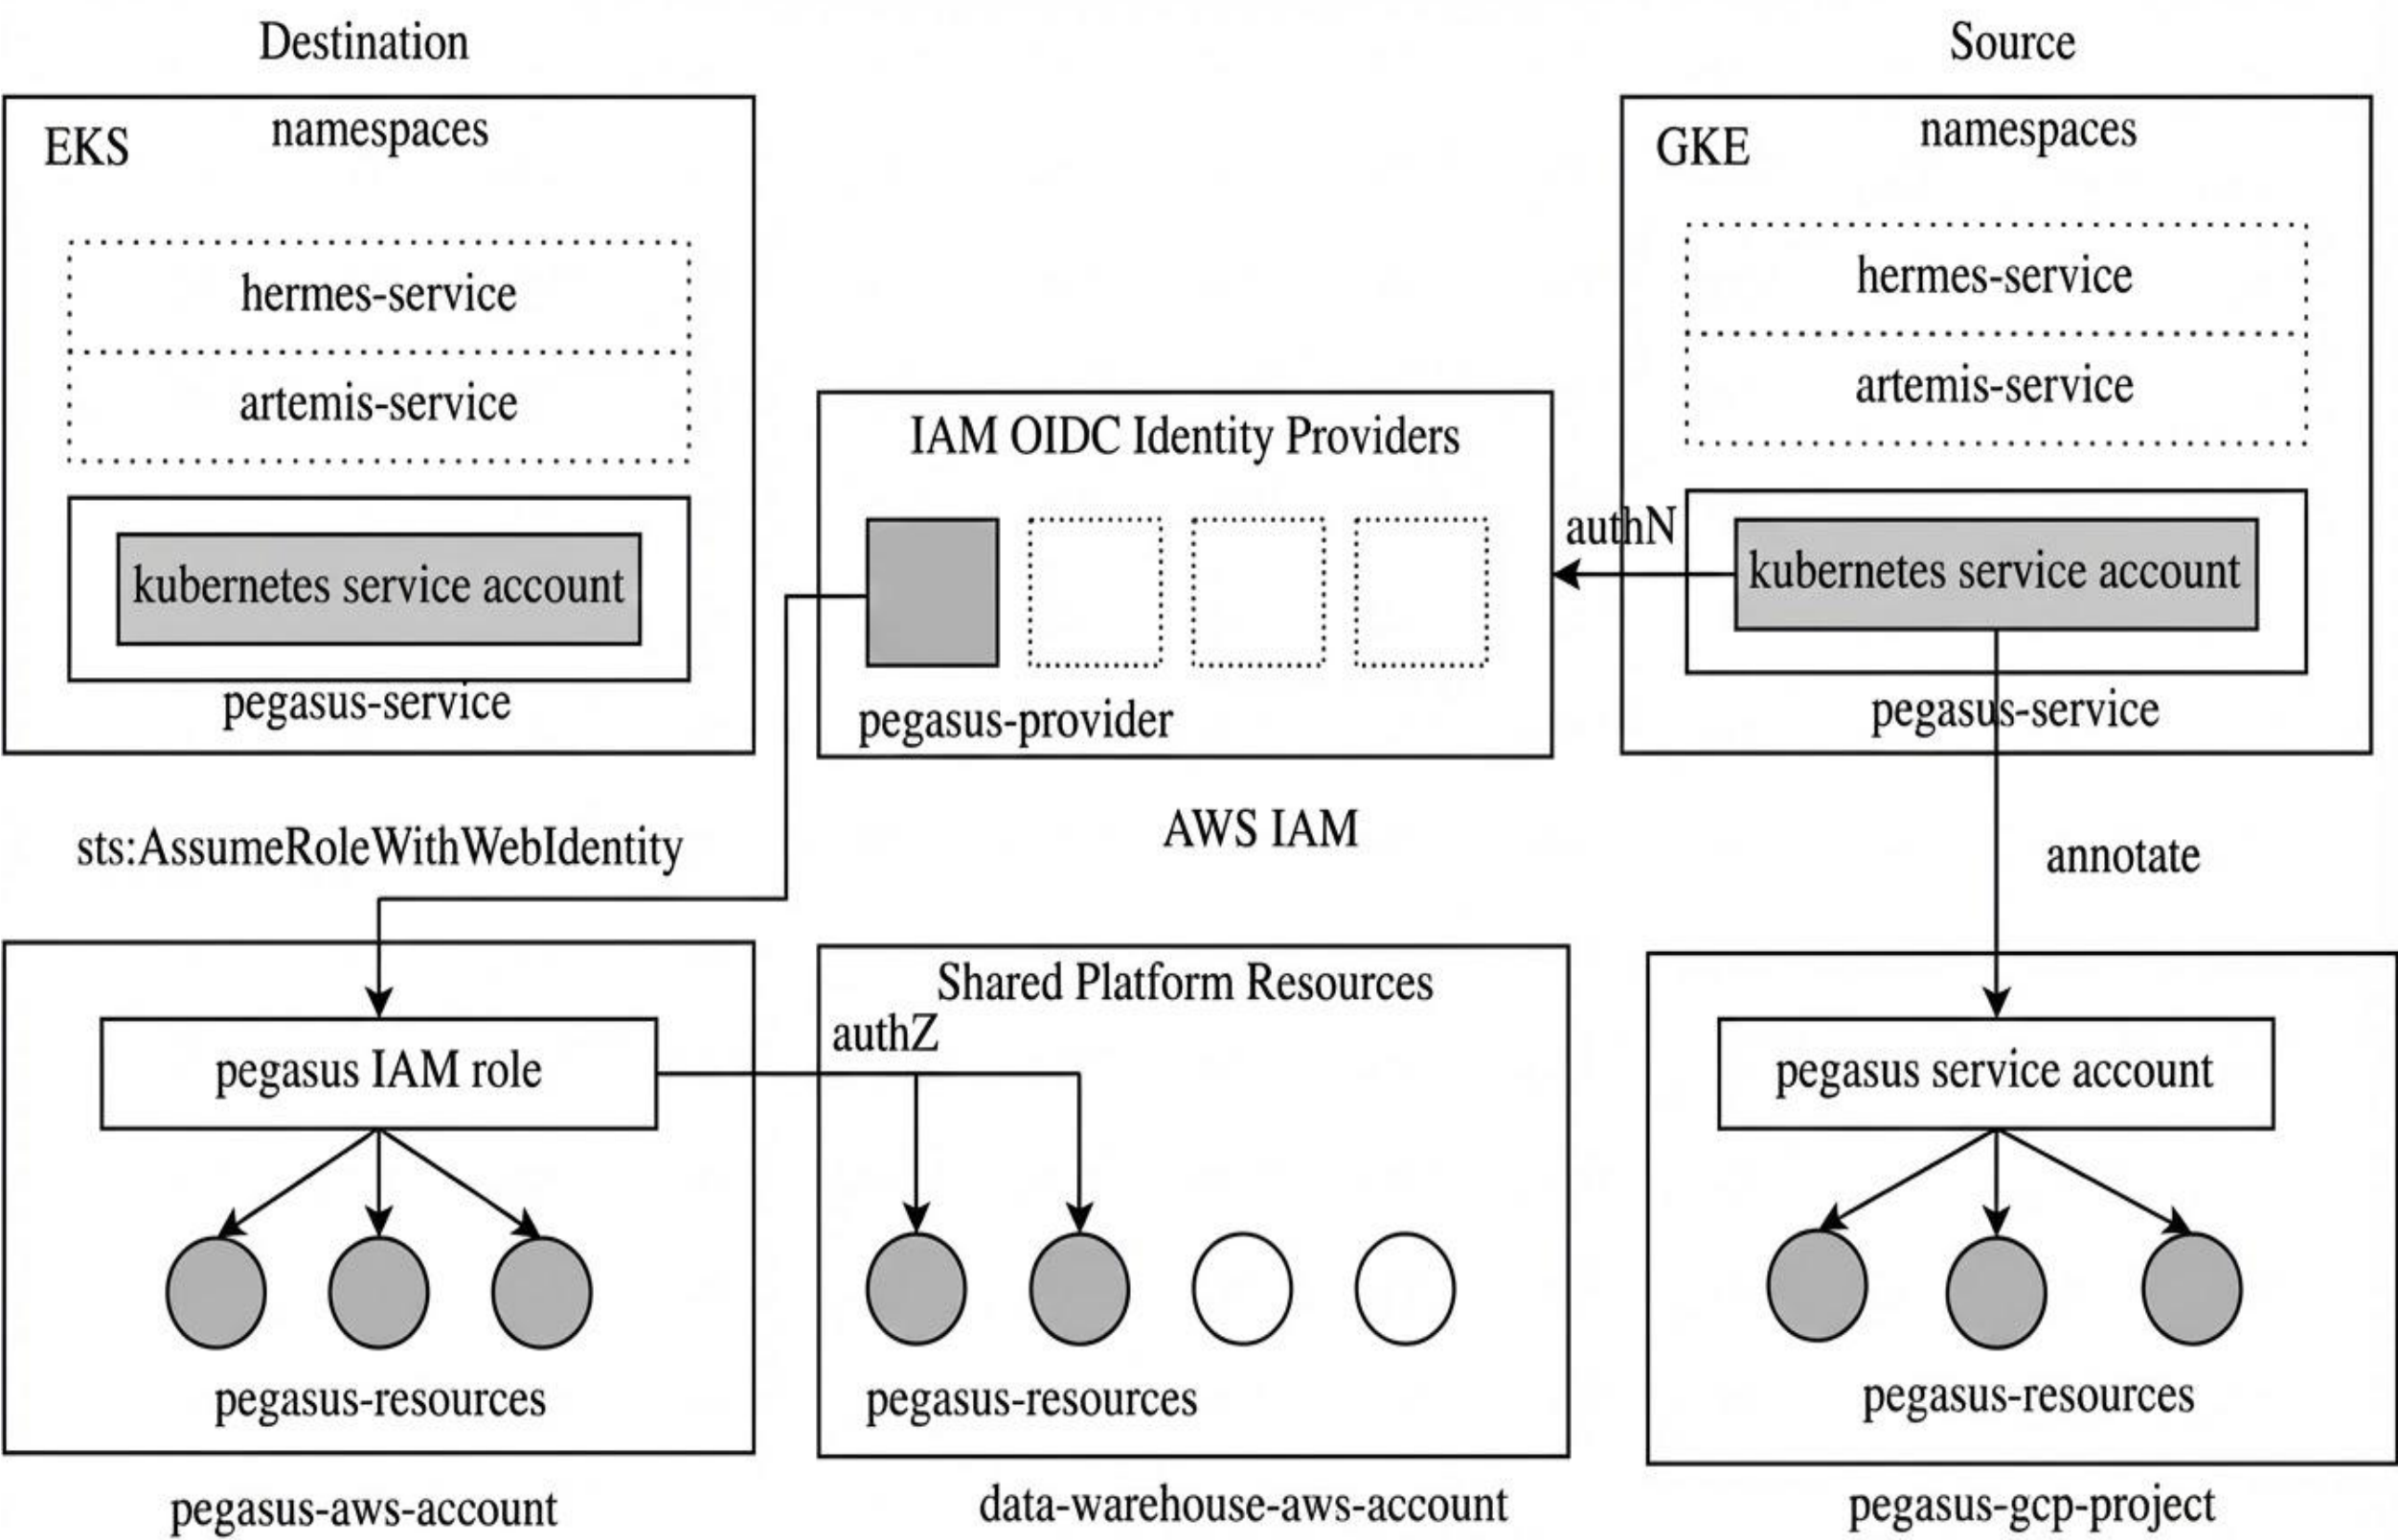 Destination
EKS
namespaces
hermes-service
artemis-service
kubernetes service account
pegasus-service
IAM OIDC Identity Providers
pegasus-provider
AWS IAM
Source
GKE
namespaces
hermes-service
artemis-service
authN
kubernetes service account
pegasus-service
sts:AssumeRoleWithWebIdentity
annotate
pegasus IAM role
pegasus-resources
pegasus-aws-account
Shared Platform Resources
authZ
pegasus-resources
data-warehouse-aws-account
pegasus service account
pegasus-resources
pegasus-gcp-project